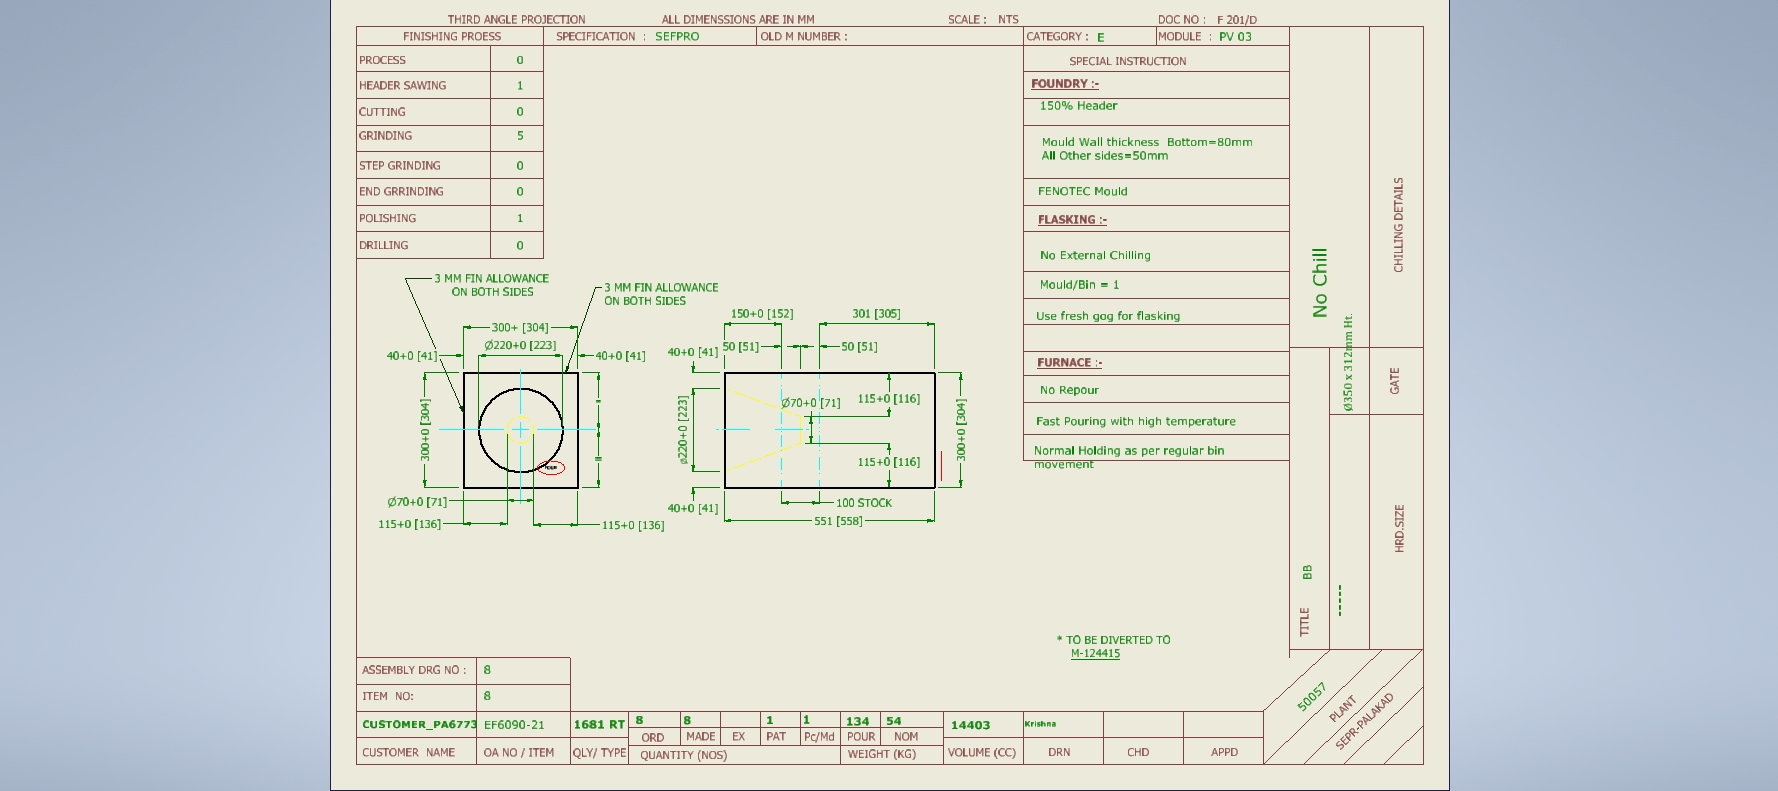 THIRD ANGLE PROJECTION
ALL DIMENSSIONS ARE IN MM
SCALE : NTS
DOC NO : F 201/D
FINISHING PROESS
SPECIFICATION : SEFPRO
OLD M NUMBER :
CATEGORY : E
MODULE : PV 03
PROCESS 0
HEADER SAWING 1
CUTTING 0
GRINDING 5
STEP GRINDING 0
END GRRINDING 0
POLISHING 1
DRILLING 0
SPECIAL INSTRUCTION
FOUNDRY :-
150% Header
Mould Wall thickness Bottom=80mm
All Other sides=50mm
FENOTEC Mould
FLASKING :-
No External Chilling
Mould/Bin = 1
Use fresh gog for flasking
FURNACE :-
No Repour
Fast Pouring with high temperature
Normal Holding as per regular bin
movement
No Chill
CHILLING DETAILS
Ø350 x 312mm Ht.
GATE
HRD.SIZE
TITLE BB
------
3 MM FIN ALLOWANCE
ON BOTH SIDES
3 MM FIN ALLOWANCE
ON BOTH SIDES
300+ [304]
Ø220+0 [223]
40+0 [41]
40+0 [41]
300+0 [304]
=
=
Ø70+0 [71]
115+0 [136]
115+0 [136]
150+0 [152]
301 [305]
40+0 [41]
50 [51]
50 [51]
Ø220+0 [223]
Ø70+0 [71]
115+0 [116]
115+0 [116]
300+0 [304]
40+0 [41]
100 STOCK
551 [558]
* TO BE DIVERTED TO
M-124415
ASSEMBLY DRG NO : 8
ITEM NO: 8
CUSTOMER_PA6773 EF6090-21 1681 RT 8 8 1 1 134 54 14403 Krishna
ORD MADE EX PAT Pc/Md POUR NOM
CUSTOMER NAME OA NO / ITEM QLY/ TYPE QUANTITY (NOS) WEIGHT (KG) VOLUME (CC) DRN CHD APPD
50057
PLANT
SEPR-PALAKAD